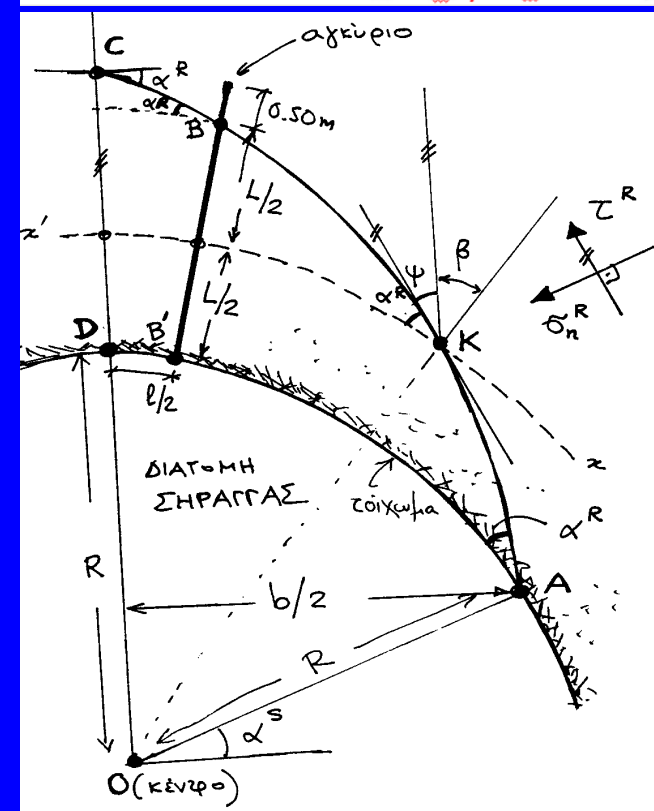 αγκύριο
C
α^R
α^R
0.50m
B
L/2
x'
ψ
β
τ^R
α^R
σ_n^R
K
L/2
D
B'
l/2
x
ΔΙΑΤΟΜΗ
ΣΗΡΑΓΓΑΣ
τοίχωμα
α^R
R
b/2
A
R
α^S
O (κέντρο)